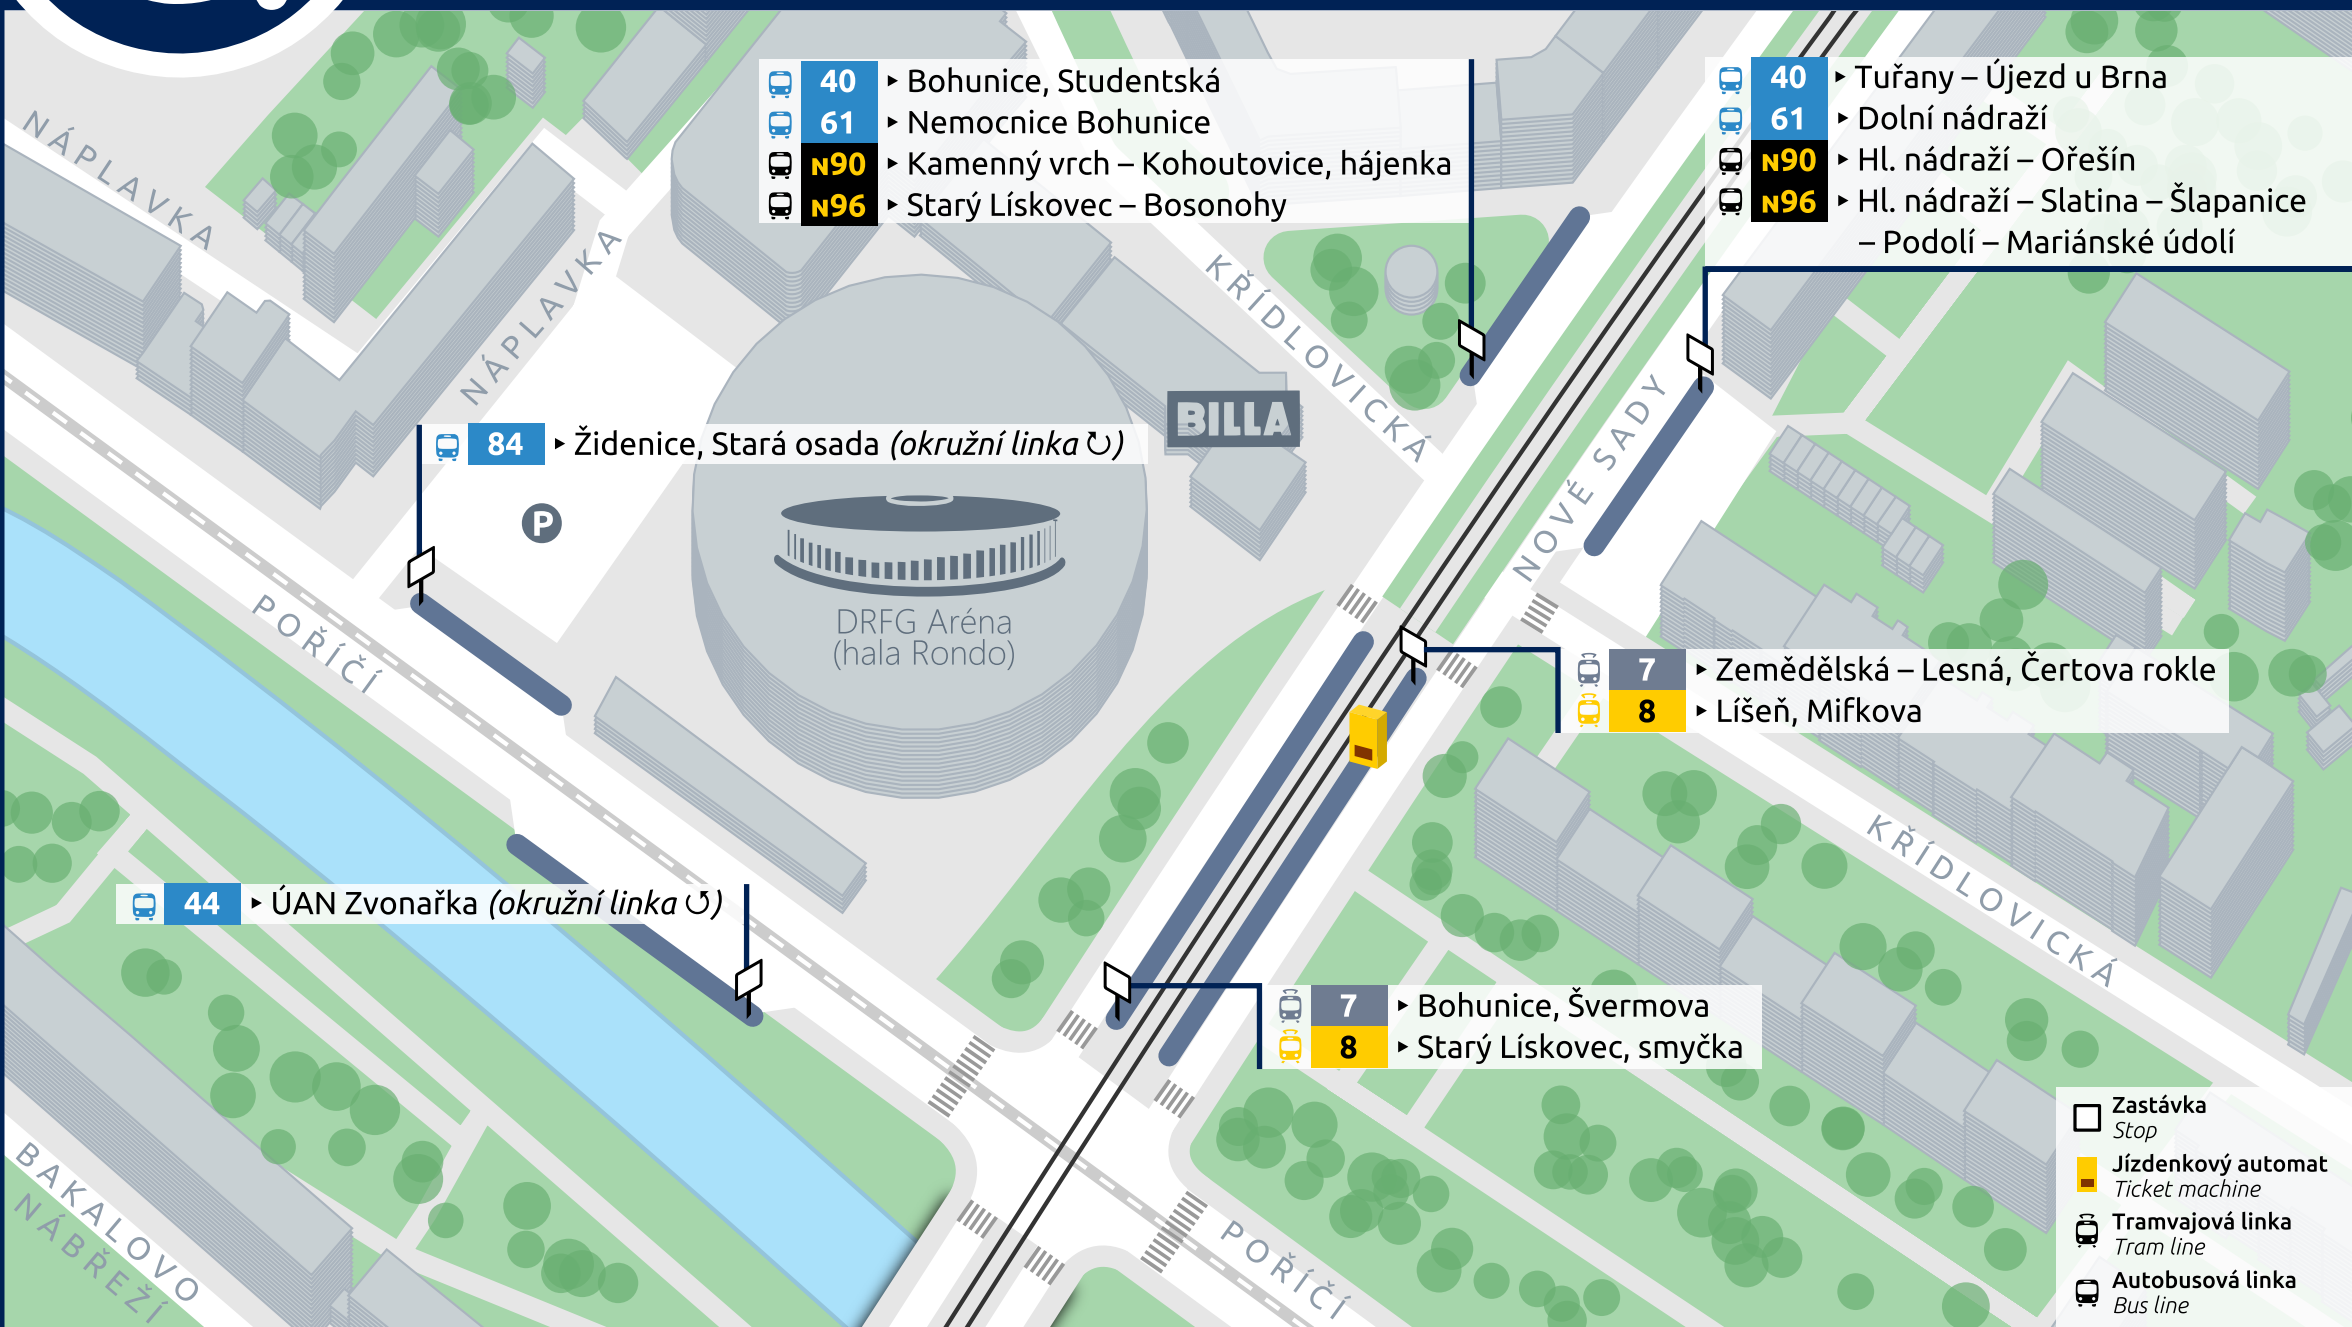 40 ▸ Bohunice, Studentská
61 ▸ Nemocnice Bohunice
N90 ▸ Kamenný vrch – Kohoutovice, hájenka
N96 ▸ Starý Lískovec – Bosonohy
40 ▸ Tuřany – Újezd u Brna
61 ▸ Dolní nádraží
N90 ▸ Hl. nádraží – Ořešín
N96 ▸ Hl. nádraží – Slatina – Šlapanice
– Podolí – Mariánské údolí
NÁPLAVKA
NÁPLAVKA
KŘÍDLOVICKÁ
BILLA
NOVÉ SADY
84 ▸ Židenice, Stará osada (okružní linka ↻)
P
POŘÍČÍ
DRFG Aréna
(hala Rondo)
7 ▸ Zemědělská – Lesná, Čertova rokle
8 ▸ Líšeň, Mifkova
KŘÍDLOVICKÁ
44 ▸ ÚAN Zvonařka (okružní linka ↺)
7 ▸ Bohunice, Švermova
8 ▸ Starý Lískovec, smyčka
BAKALOVO
NÁBŘEŽÍ
POŘÍČÍ
Zastávka
Stop
Jízdenkový automat
Ticket machine
Tramvajová linka
Tram line
Autobusová linka
Bus line